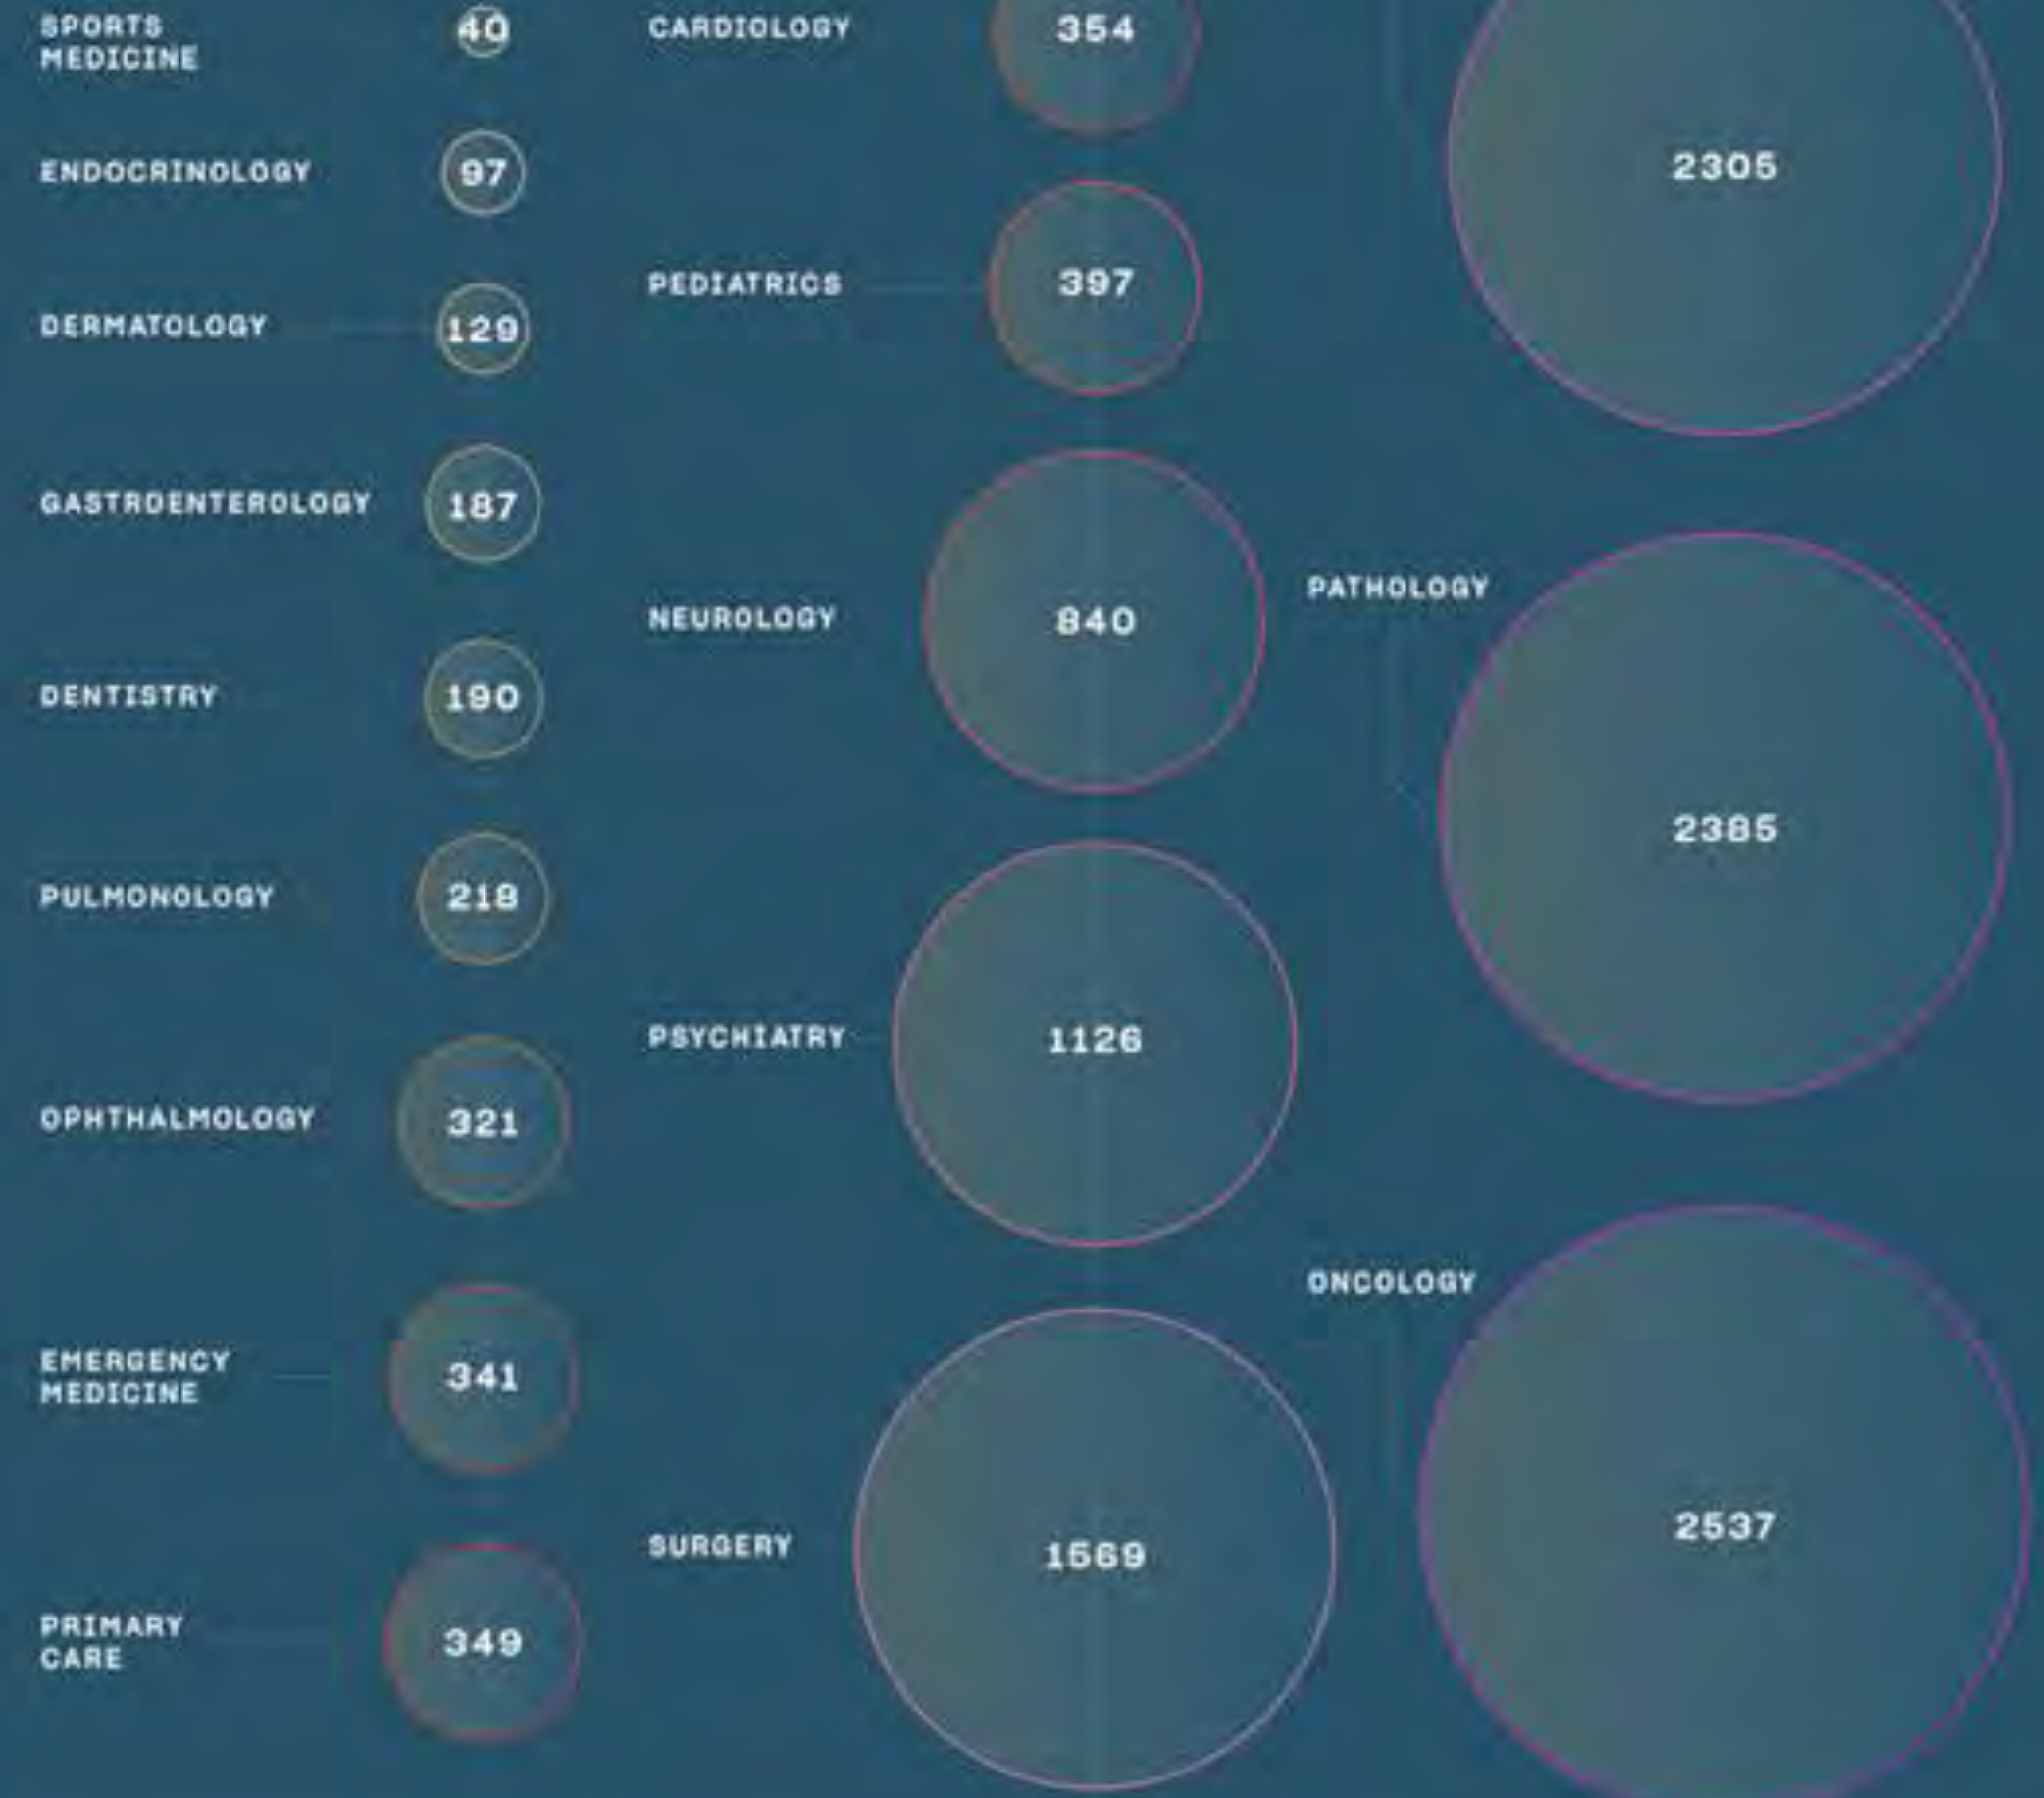 SPORTS
MEDICINE
40
ENDOCRINOLOGY
97
DERMATOLOGY
129
GASTROENTEROLOGY
187
DENTISTRY
190
PULMONOLOGY
218
OPHTHALMOLOGY
321
EMERGENCY
MEDICINE
341
PRIMARY
CARE
349
CARDIOLOGY
354
PEDIATRICS
397
NEUROLOGY
840
PSYCHIATRY
1126
SURGERY
1569
2305
PATHOLOGY
2385
ONCOLOGY
2537